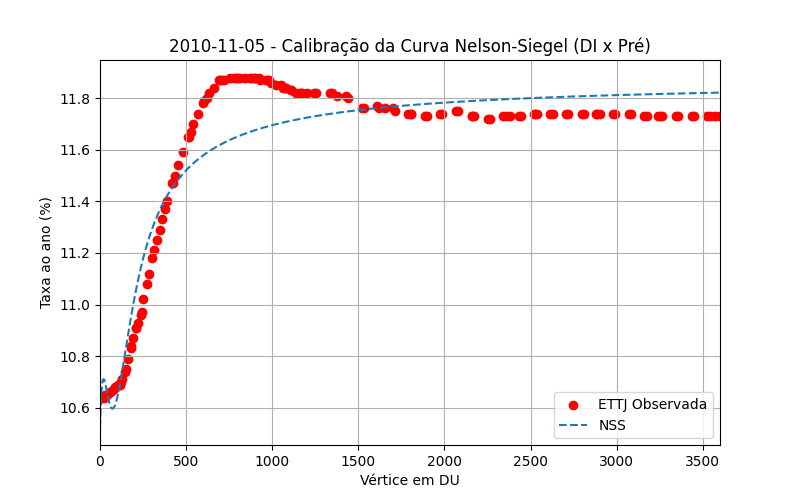 2010-11-05 - Calibração da Curva Nelson-Siegel (DI x Pré)
Taxa ao ano (%)
11.8
11.6
11.4
11.2
11.0
10.8
10.6
ETTJ Observada
NSS
0 500 1000 1500 2000 2500 3000 3500
Vértice em DU